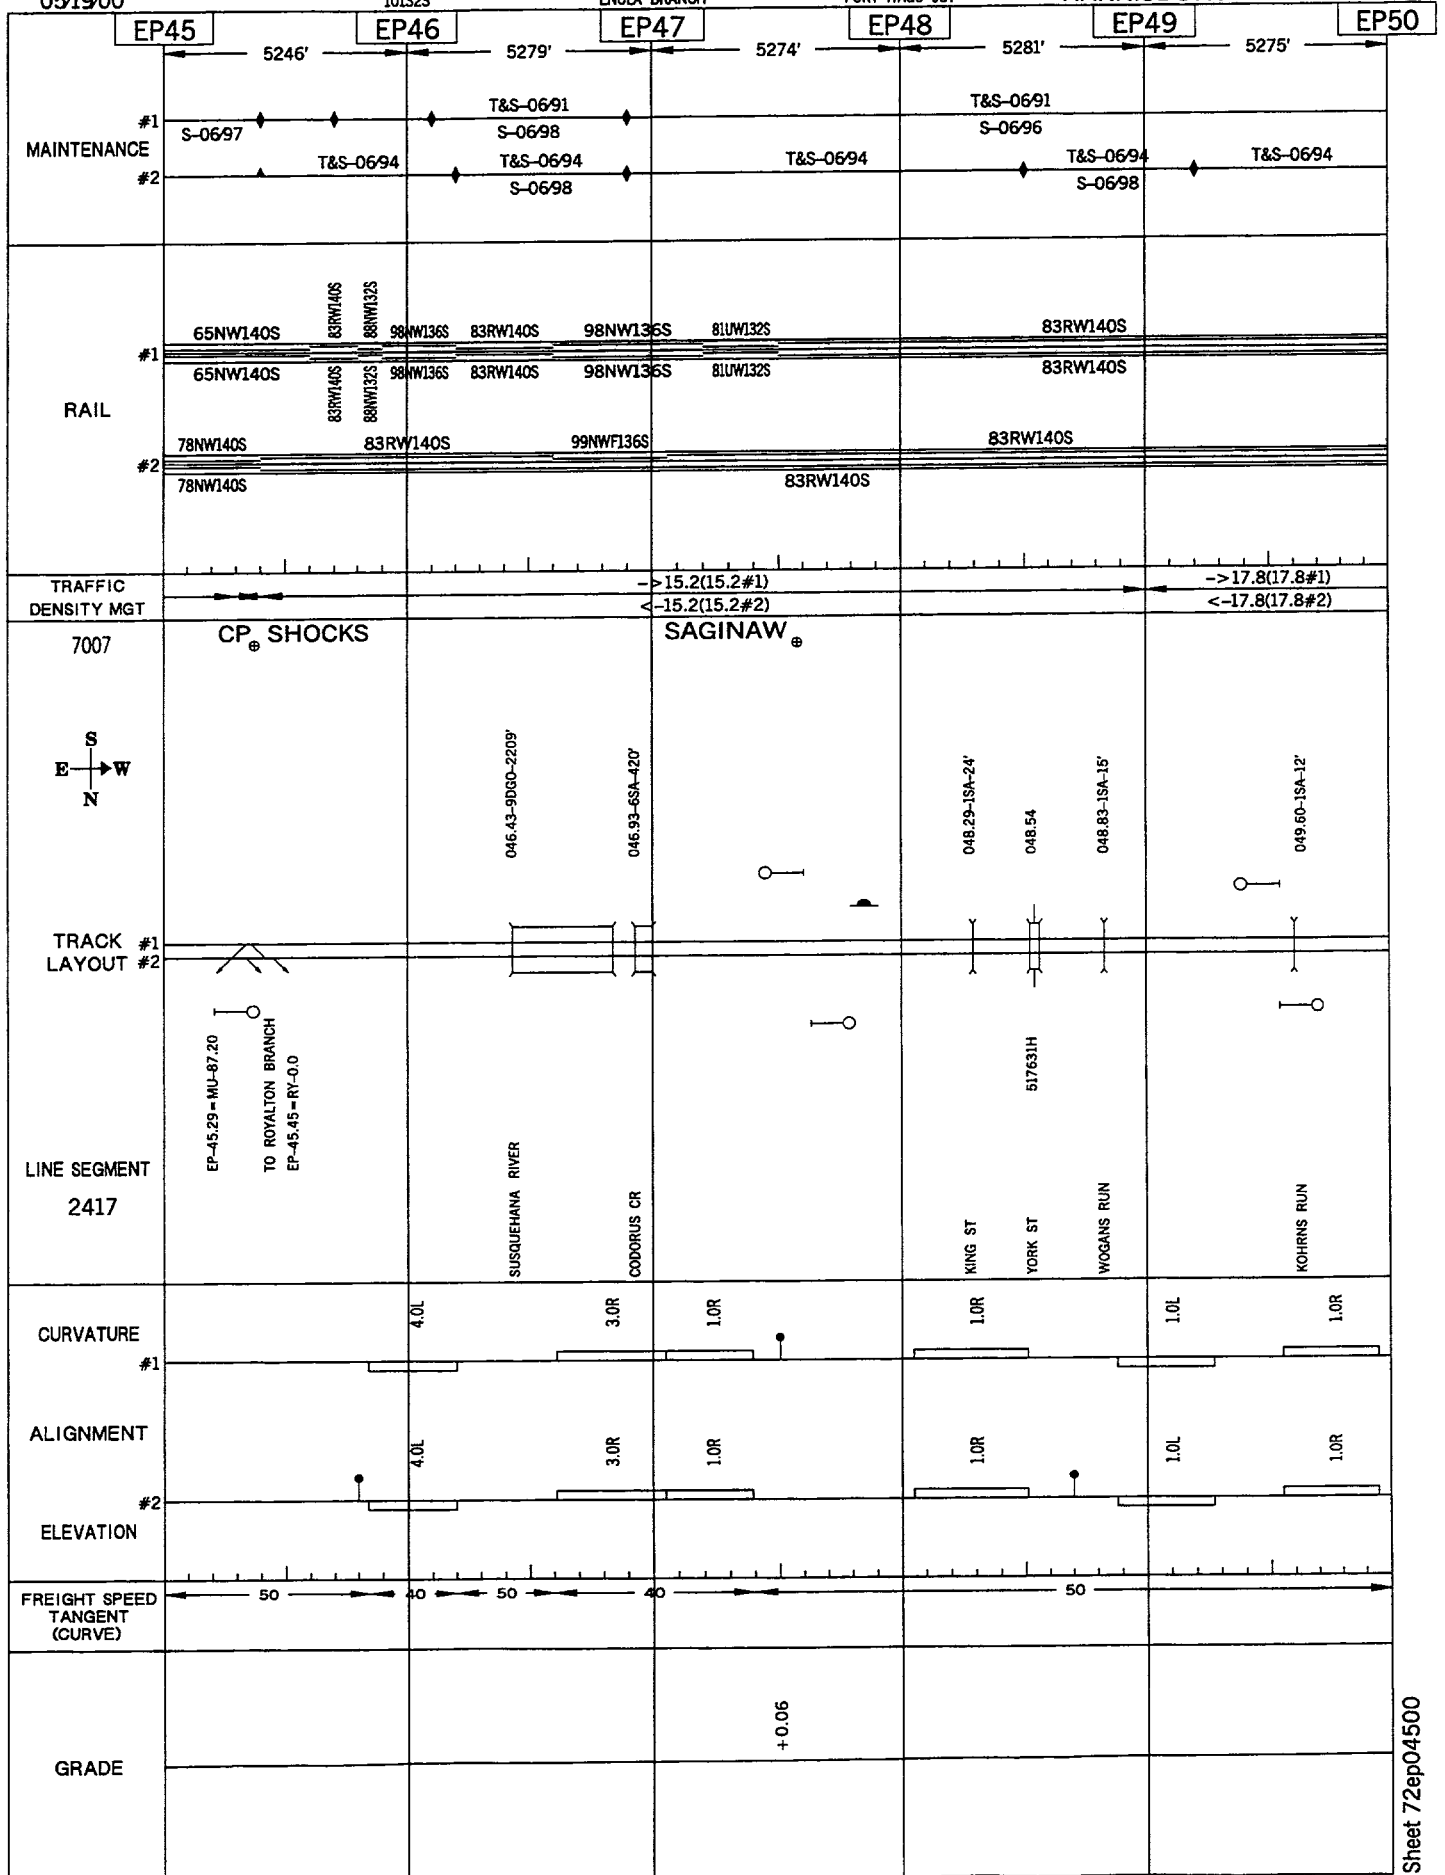 05/19/00
10132S
ENOLA BRANCH
EP45
EP46
EP47
EP48
EP49
EP50
5246'
5279'
5274'
5281'
5275'
MAINTENANCE
#1
S-06/97
T&S-06/91
S-06/98
T&S-06/91
S-06/96
#2
T&S-06/94
T&S-06/94
S-06/98
T&S-06/94
T&S-06/94
S-06/98
T&S-06/94
RAIL
#1
65NW140S
83RW140S
88NW132S
98NW136S
83RW140S
98NW136S
81UW132S
83RW140S
65NW140S
83RW140S
88NW132S
98NW136S
83RW140S
98NW136S
81UW132S
83RW140S
#2
78NW140S
83RW140S
99NWF136S
83RW140S
78NW140S
83RW140S
TRAFFIC
DENSITY MGT
->15.2(15.2#1)
<-15.2(15.2#2)
->17.8(17.8#1)
<-17.8(17.8#2)
7007
CP SHOCKS
SAGINAW
S
E W
N
046.43-9DGO-2209'
046.93-6SA-420'
048.29-1SA-24'
048.54
048.83-1SA-15'
049.60-1SA-12'
TRACK #1
LAYOUT #2
EP-45.29=MU-87.20
TO ROYALTON BRANCH
EP-45.45=RY-0.0
517631H
LINE SEGMENT
2417
SUSQUEHANA RIVER
CODORUS CR
KING ST
YORK ST
WOGANS RUN
KOHRNS RUN
CURVATURE
#1
4.0L
3.0R
1.0R
1.0R
1.0L
1.0R
ALIGNMENT
#2
4.0L
3.0R
1.0R
1.0R
1.0L
1.0R
ELEVATION
FREIGHT SPEED
TANGENT
(CURVE)
50
40
50
40
50
GRADE
+0.06
Sheet 72ep04500